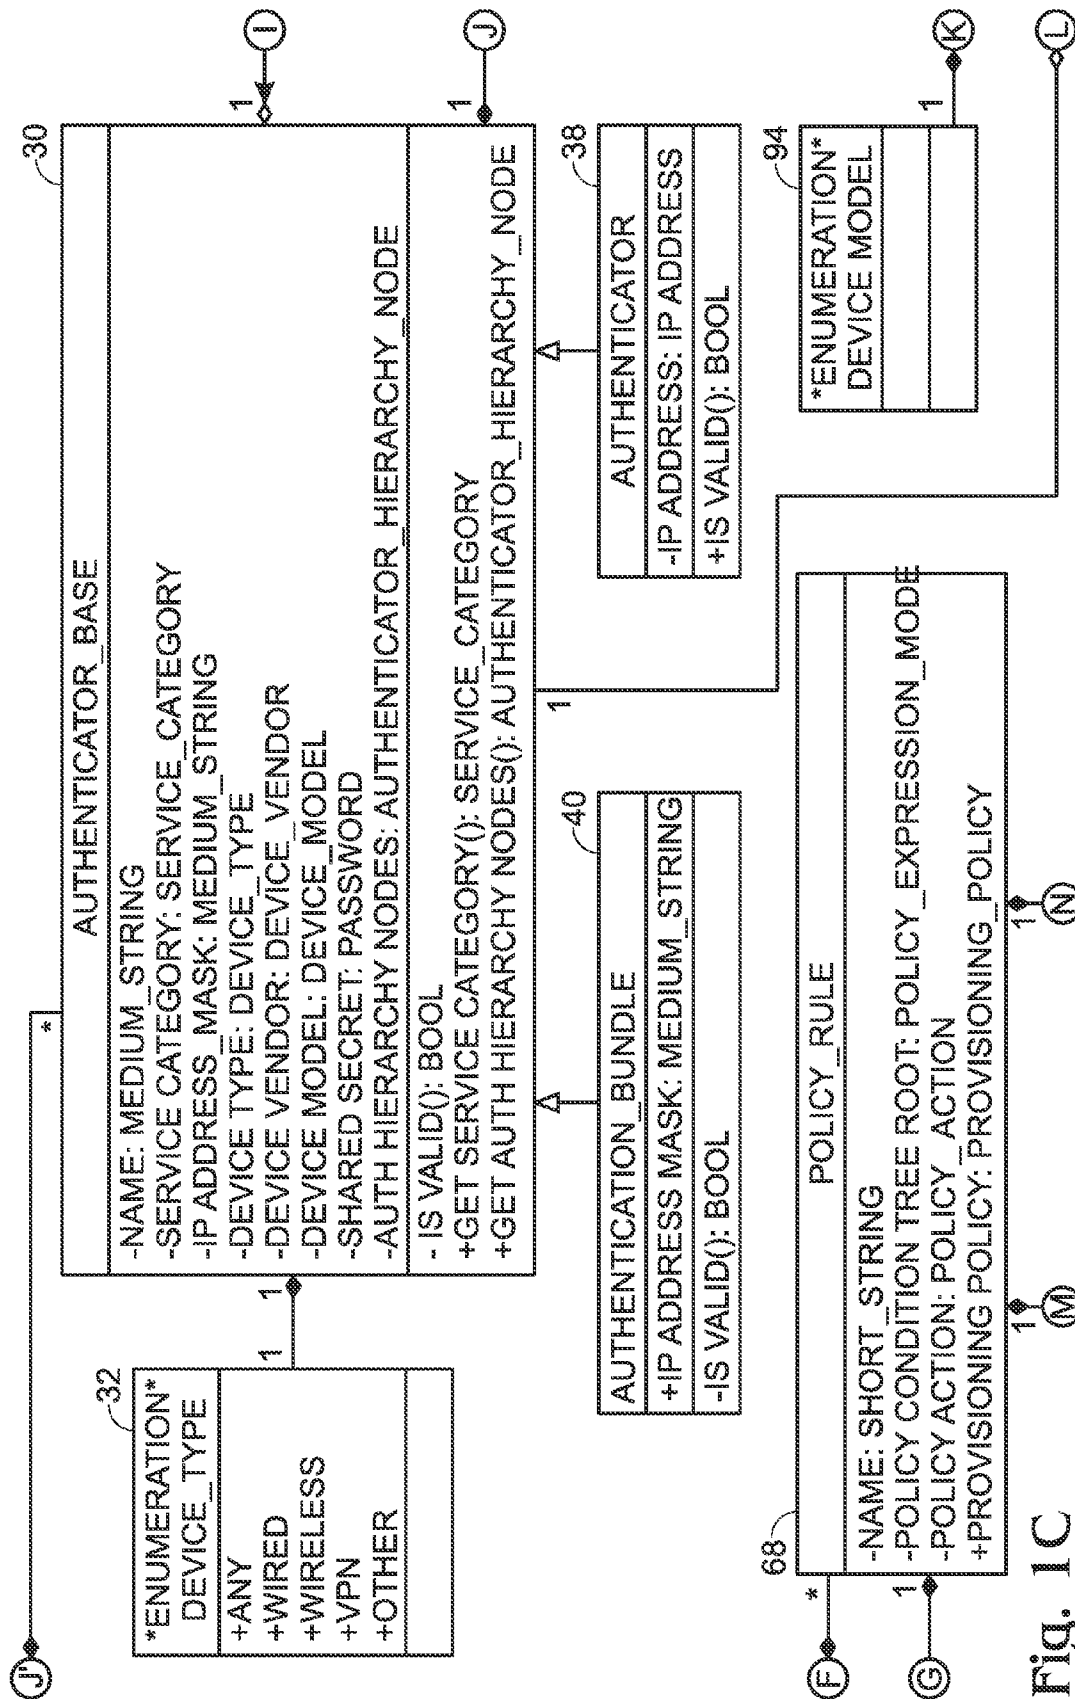 J'
*
30
AUTHENTICATOR_BASE
-NAME: MEDIUM_STRING
-SERVICE CATEGORY: SERVICE_CATEGORY
-IP ADDRESS_MASK: MEDIUM_STRING
-DEVICE TYPE: DEVICE_TYPE
-DEVICE VENDOR: DEVICE_VENDOR
-DEVICE MODEL: DEVICE_MODEL
-SHARED SECRET: PASSWORD
-AUTH HIERARCHY NODES: AUTHENTICATOR_HIERARCHY_NODE
- IS VALID(): BOOL
+GET SERVICE CATEGORY(): SERVICE_CATEGORY
+GET AUTH HIERARCHY NODES(): AUTHENTICATOR_HIERARCHY_NODE
1
I
1
J
32
*ENUMERATION*
DEVICE_TYPE
+ANY
+WIRED
+WIRELESS
+VPN
+OTHER
1
1
1
40
AUTHENTICATION_BUNDLE
+IP ADDRESS MASK: MEDIUM_STRING
-IS VALID(): BOOL
38
AUTHENTICATOR
-IP ADDRESS: IP ADDRESS
+IS VALID(): BOOL
68
POLICY_RULE
-NAME: SHORT_STRING
-POLICY CONDITION TREE ROOT: POLICY_EXPRESSION_MODE
-POLICY ACTION: POLICY_ACTION
+PROVISIONING POLICY: PROVISIONING_POLICY
*
F
1
G
1
M
1
N
94
*ENUMERATION*
DEVICE MODEL
1
K
L
Fig. 1C